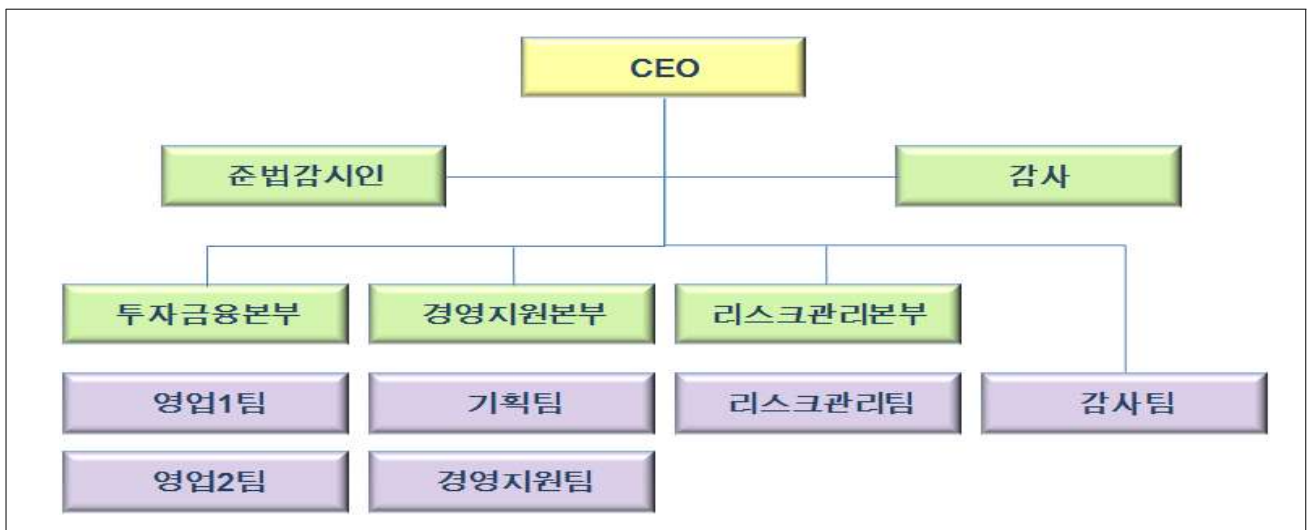 CEO
준법감시인
감사
투자금융본부
경영지원본부
리스크관리본부
영업1팀
기획팀
리스크관리팀
감사팀
영업2팀
경영지원팀